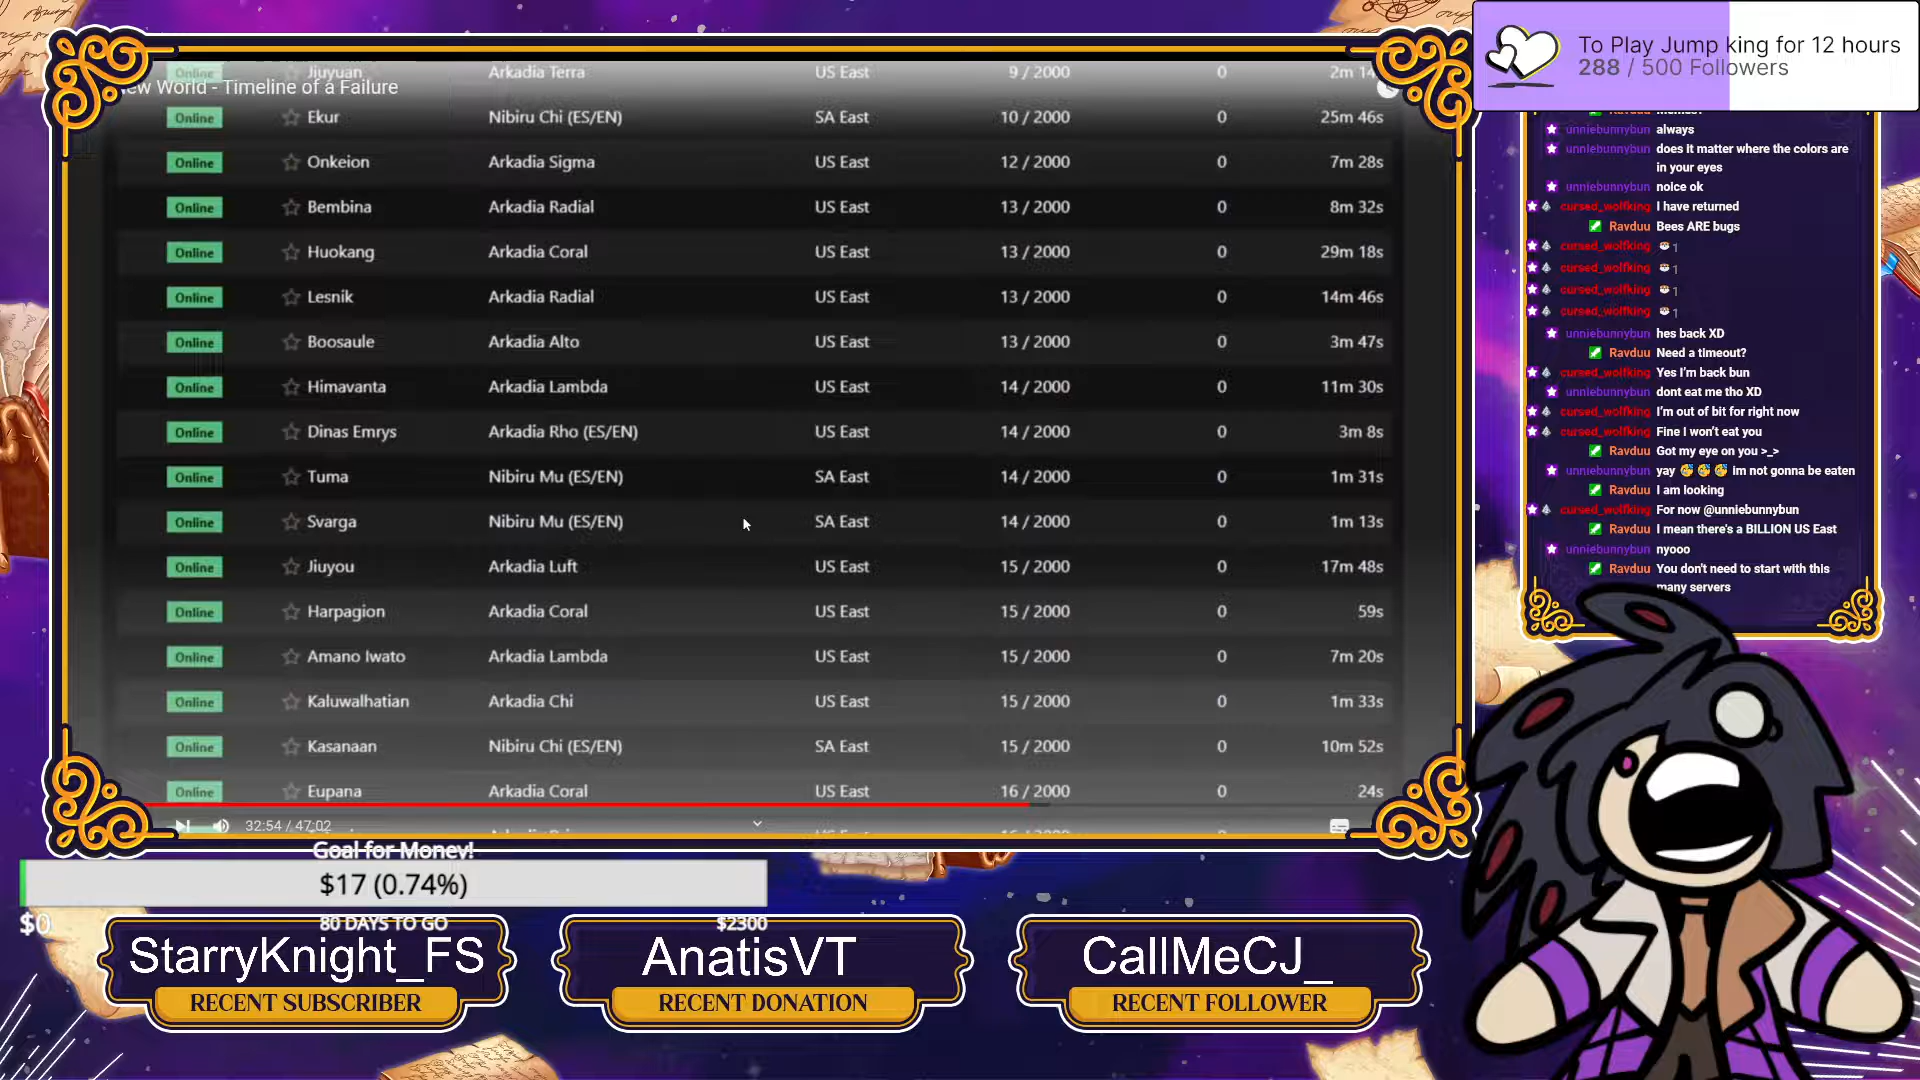 To Play Jump king for 12 hours
288 / 500 Followers
Online Jiuyuan Arkadia Terra US East 9 / 2000 0 2m 14
ew World - Timeline of a Failure
Online Ekur Nibiru Chi (ES/EN) SA East 10 / 2000 0 25m 46s
Online Onkeion Arkadia Sigma US East 12 / 2000 0 7m 28s
Online Bembina Arkadia Radial US East 13 / 2000 0 8m 32s
Online Huokang Arkadia Coral US East 13 / 2000 0 29m 18s
Online Lesnik Arkadia Radial US East 13 / 2000 0 14m 46s
Online Boosaule Arkadia Alto US East 13 / 2000 0 3m 47s
Online Himavanta Arkadia Lambda US East 14 / 2000 0 11m 30s
Online Dinas Emrys Arkadia Rho (ES/EN) US East 14 / 2000 0 3m 8s
Online Tuma Nibiru Mu (ES/EN) SA East 14 / 2000 0 1m 31s
Online Svarga Nibiru Mu (ES/EN) SA East 14 / 2000 0 1m 13s
Online Jiuyou Arkadia Luft US East 15 / 2000 0 17m 48s
Online Harpagion Arkadia Coral US East 15 / 2000 0 59s
Online Amano Iwato Arkadia Lambda US East 15 / 2000 0 7m 20s
Online Kaluwalhatian Arkadia Chi US East 15 / 2000 0 1m 33s
Online Kasanaan Nibiru Chi (ES/EN) SA East 15 / 2000 0 10m 52s
Online Eupana Arkadia Coral US East 16 / 2000 0 24s
32:54 / 47:02
unniebunnybun always
unniebunnybun does it matter where the colors are
in your eyes
unniebunnybun noice ok
cursed_wolfking I have returned
Ravduu Bees ARE bugs
cursed_wolfking 1
cursed_wolfking 1
cursed_wolfking 1
cursed_wolfking 1
unniebunnybun hes back XD
Ravduu Need a timeout?
cursed_wolfking Yes I'm back bun
unniebunnybun dont eat me tho XD
cursed_wolfking I'm out of bit for right now
cursed_wolfking Fine I won't eat you
Ravduu Got my eye on you >_>
unniebunnybun yay 🥳 🥳 🥳 im not gonna be eaten
Ravduu I am looking
cursed_wolfking For now @unniebunnybun
Ravduu I mean there's a BILLION US East
unniebunnybun nyooo
Ravduu You don't need to start with this
many servers
Goal for Money!
$17 (0.74%)
$0 80 DAYS TO GO $2300
StarryKnight_FS
RECENT SUBSCRIBER
AnatisVT
RECENT DONATION
CallMeCJ_
RECENT FOLLOWER